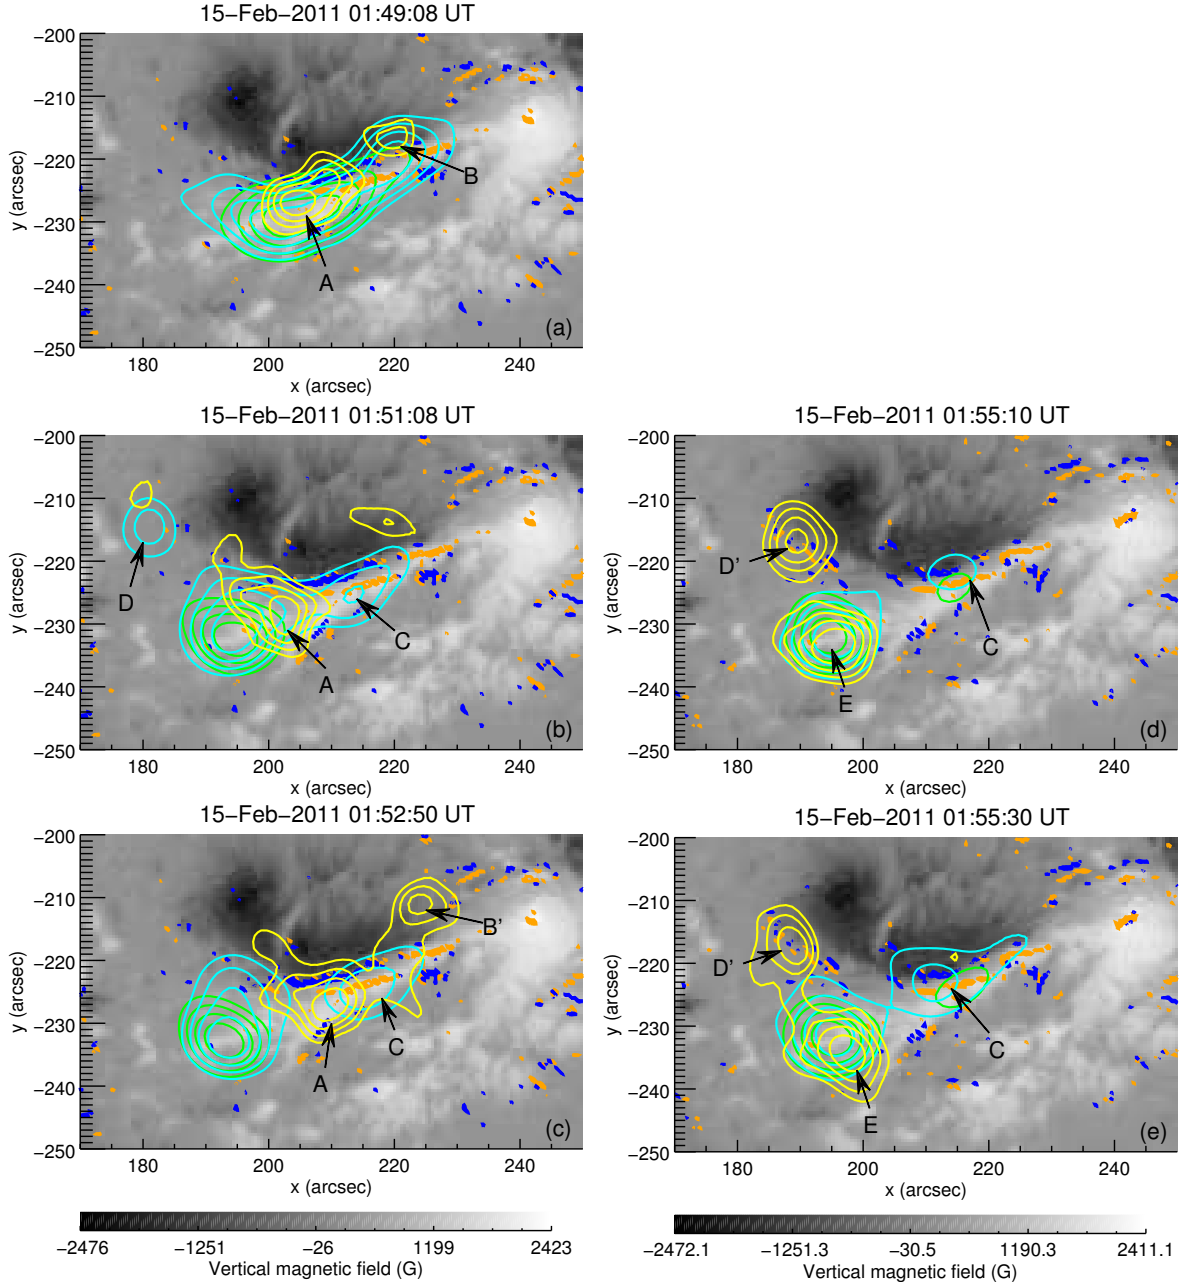 15-Feb-2011 01:49:08 UT
-200
-210
-220
-230
-240
-250
y (arcsec)
B
A
(a)
180 200 220 240
x (arcsec)
15-Feb-2011 01:51:08 UT
-200
-210
-220
-230
-240
-250
y (arcsec)
D
C
A
(b)
180 200 220 240
x (arcsec)
15-Feb-2011 01:55:10 UT
-200
-210
-220
-230
-240
-250
y (arcsec)
D'
C
E
(d)
180 200 220 240
x (arcsec)
15-Feb-2011 01:52:50 UT
-200
-210
-220
-230
-240
-250
y (arcsec)
B'
C
A
(c)
180 200 220 240
x (arcsec)
15-Feb-2011 01:55:30 UT
-200
-210
-220
-230
-240
-250
y (arcsec)
D'
C
E
(e)
180 200 220 240
x (arcsec)
-2476 -1251 -26 1199 2423
Vertical magnetic field (G)
-2472.1 -1251.3 -30.5 1190.3 2411.1
Vertical magnetic field (G)